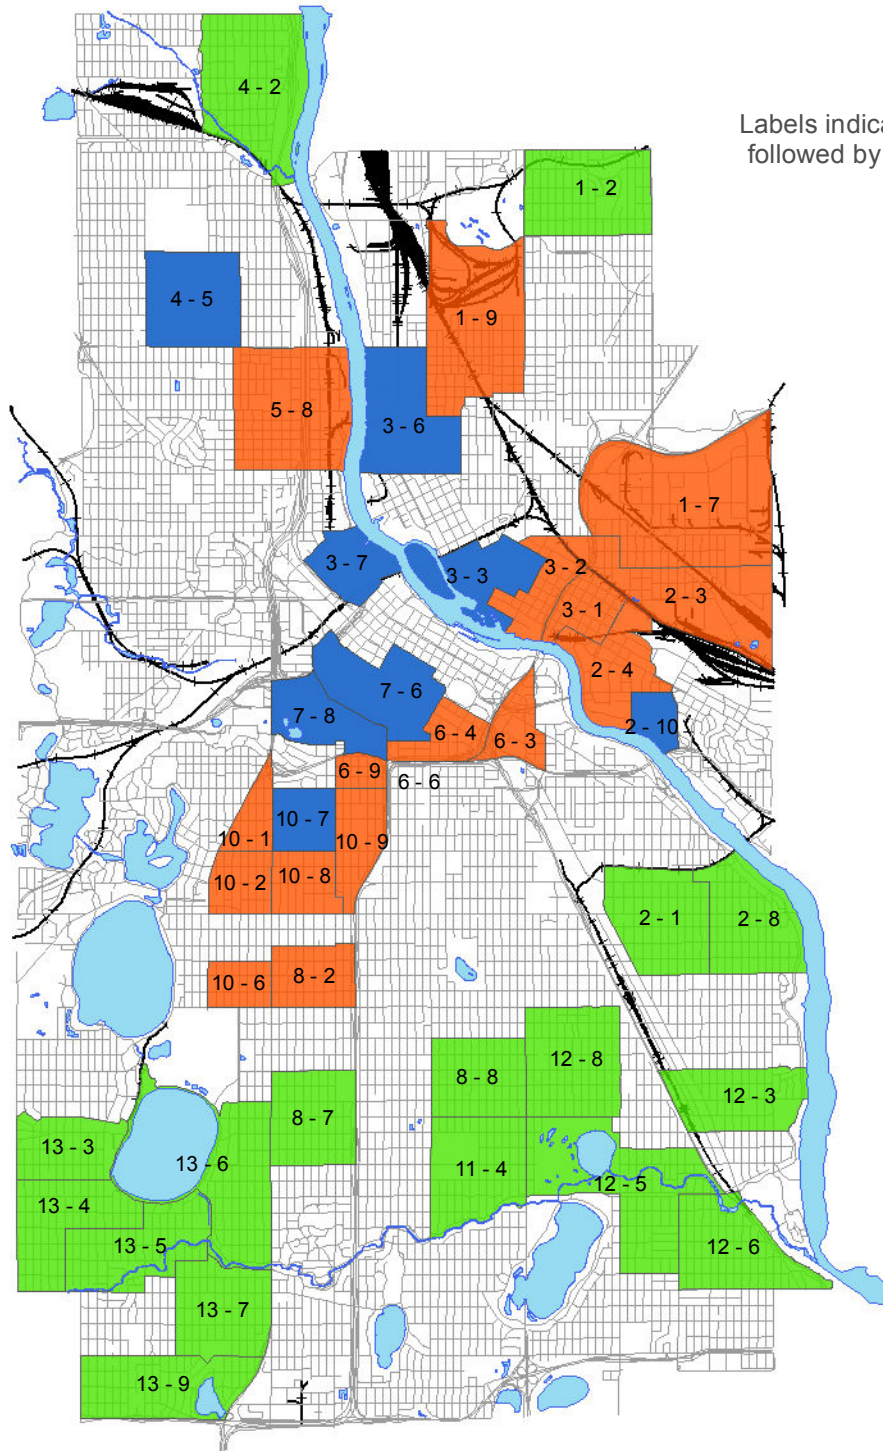 4 - 2
Labels indica
followed by
1 - 2
4 - 5
1 - 9
5 - 8
3 - 6
1 - 7
3 - 7
3 - 3
3 - 2
2 - 3
3 - 1
2 - 4
7 - 6
7 - 8
2 - 10
6 - 4
6 - 3
6 - 9
6 - 6
10 - 7
10 - 1
10 - 9
10 - 2
10 - 8
2 - 1
2 - 8
10 - 6
8 - 2
12 - 8
8 - 8
12 - 3
8 - 7
13 - 3
13 - 6
11 - 4
12 - 5
13 - 4
13 - 5
12 - 6
13 - 7
13 - 9